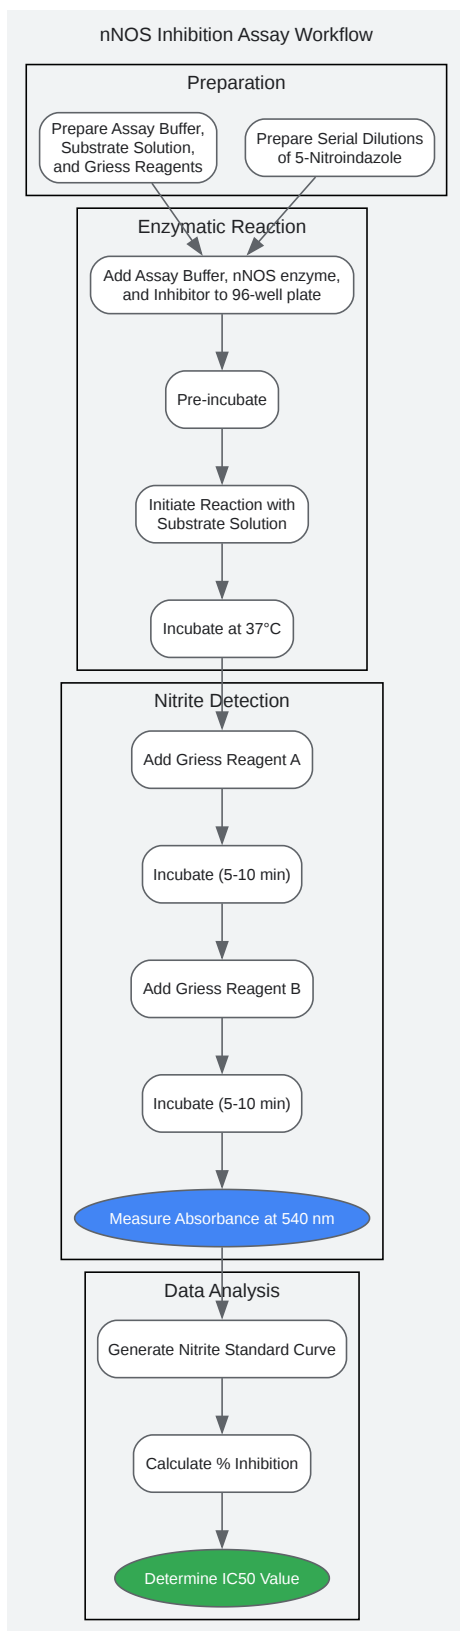 nNOS Inhibition Assay Workflow
Preparation
Prepare Assay Buffer,
Substrate Solution,
and Griess Reagents
Prepare Serial Dilutions
of 5-Nitroindazole
Enzymatic Reaction
Add Assay Buffer, nNOS enzyme,
and Inhibitor to 96-well plate
Pre-incubate
Initiate Reaction with
Substrate Solution
Incubate at 37°C
Nitrite Detection
Add Griess Reagent A
Incubate (5-10 min)
Add Griess Reagent B
Incubate (5-10 min)
Measure Absorbance at 540 nm
Data Analysis
Generate Nitrite Standard Curve
Calculate % Inhibition
Determine IC50 Value